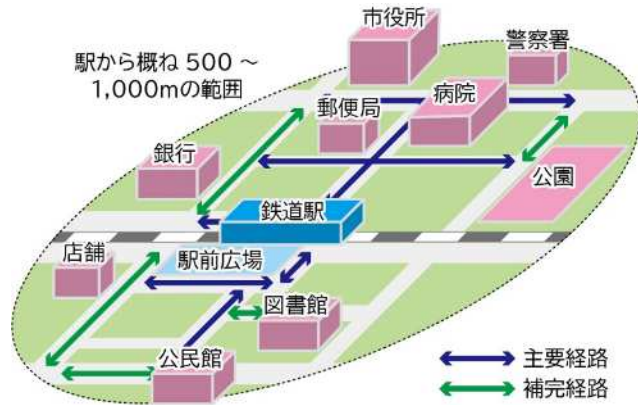 市役所
警察署
駅から概ね 500 ～
1,000mの範囲
病院
郵便局
銀行
公園
鉄道駅
店舗
駅前広場
図書館
公民館
主要経路
補完経路